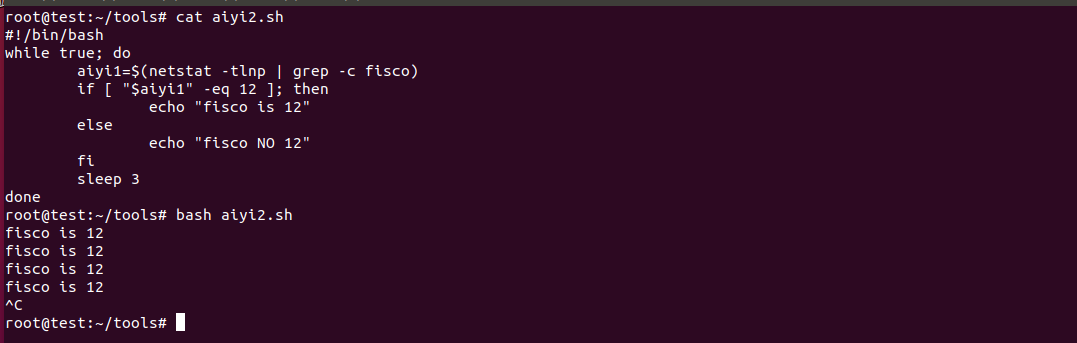 root@test:~/tools# cat aiyi2.sh
#!/bin/bash
while true; do
        aiyi1=$(netstat -tlnp | grep -c fisco)
        if [ "$aiyi1" -eq 12 ]; then
                echo "fisco is 12"
        else
                echo "fisco NO 12"
        fi
        sleep 3
done
root@test:~/tools# bash aiyi2.sh
fisco is 12
fisco is 12
fisco is 12
fisco is 12
^C
root@test:~/tools#